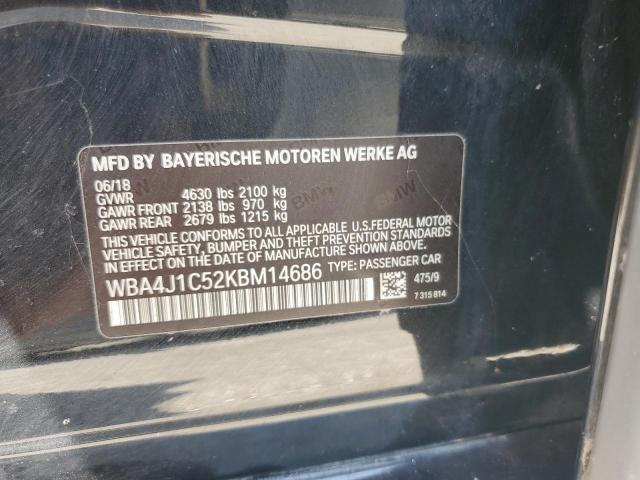 MFD BY BAYERISCHE MOTOREN WERKE AG
06/18
GVWR 4630 lbs 2100 kg
GAWR FRONT 2138 lbs 970 kg
GAWR REAR 2679 lbs 1215 kg
THIS VEHICLE CONFORMS TO ALL APPLICABLE U.S.FEDERAL MOTOR
VEHICLE SAFETY, BUMPER AND THEFT PREVENTION STANDARDS
IN EFFECT ON THE DATE OF MANUFACTURE SHOWN ABOVE.
WBA4J1C52KBM14686 TYPE: PASSENGER CAR
475/9
7 315 814
BMW
BMW
BMW